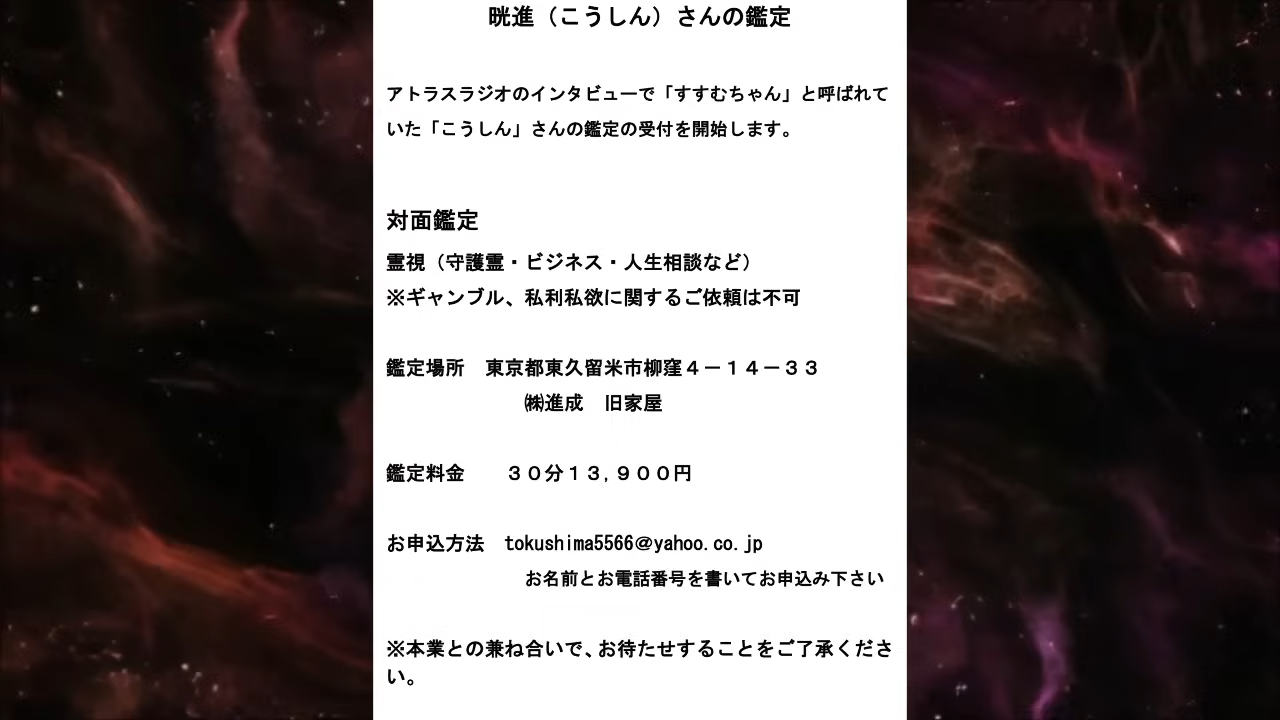 晄進（こうしん）さんの鑑定
アトラスラジオのインタビューで「すすむちゃん」と呼ばれて
いた「こうしん」さんの鑑定の受付を開始します。
対面鑑定
霊視（守護霊・ビジネス・人生相談など）
※ギャンブル、私利私欲に関するご依頼は不可
鑑定場所　東京都東久留米市柳窪４－１４－３３
㈱進成　旧家屋
鑑定料金　　３０分１３,９００円
お申込方法　tokushima5566@yahoo.co.jp
お名前とお電話番号を書いてお申込み下さい
※本業との兼ね合いで、お待たせすることをご了承くださ
い。